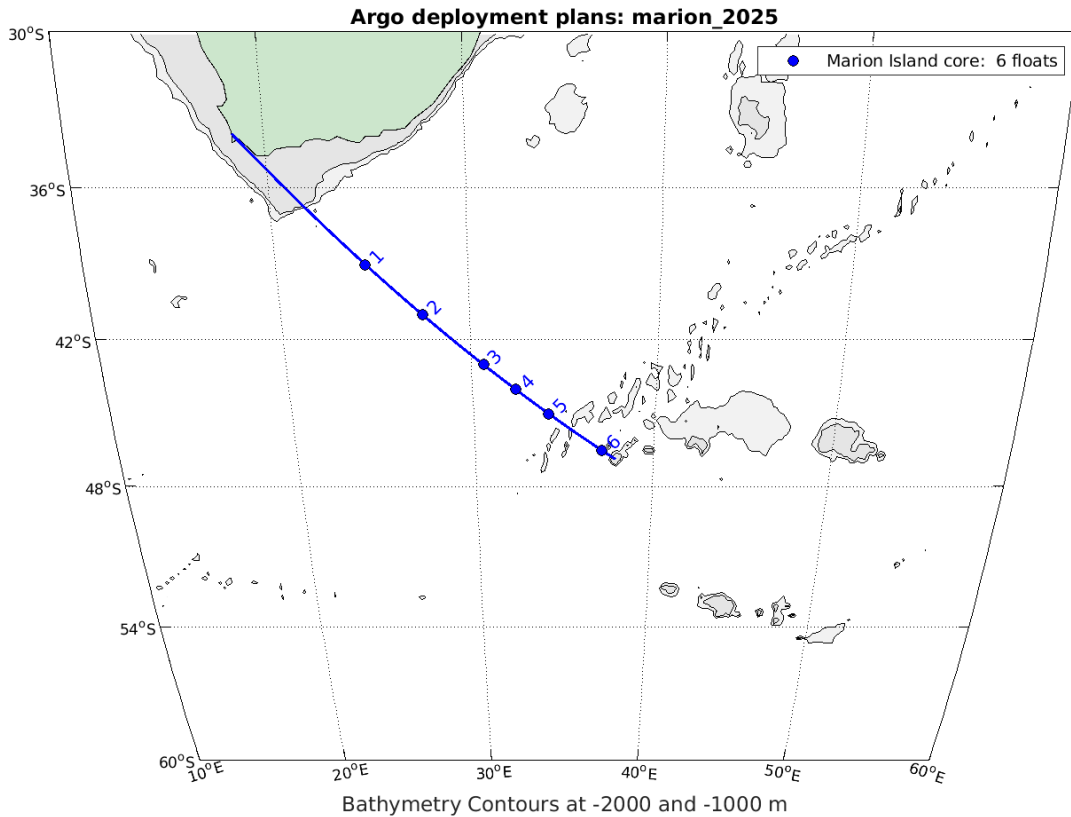 Argo deployment plans: marion_2025
30°S
Marion Island core:  6 floats
36°S
1
2
42°S
3
4
5
6
48°S
54°S
60°S
10°E
20°E
30°E
40°E
50°E
60°E
Bathymetry Contours at -2000 and -1000 m